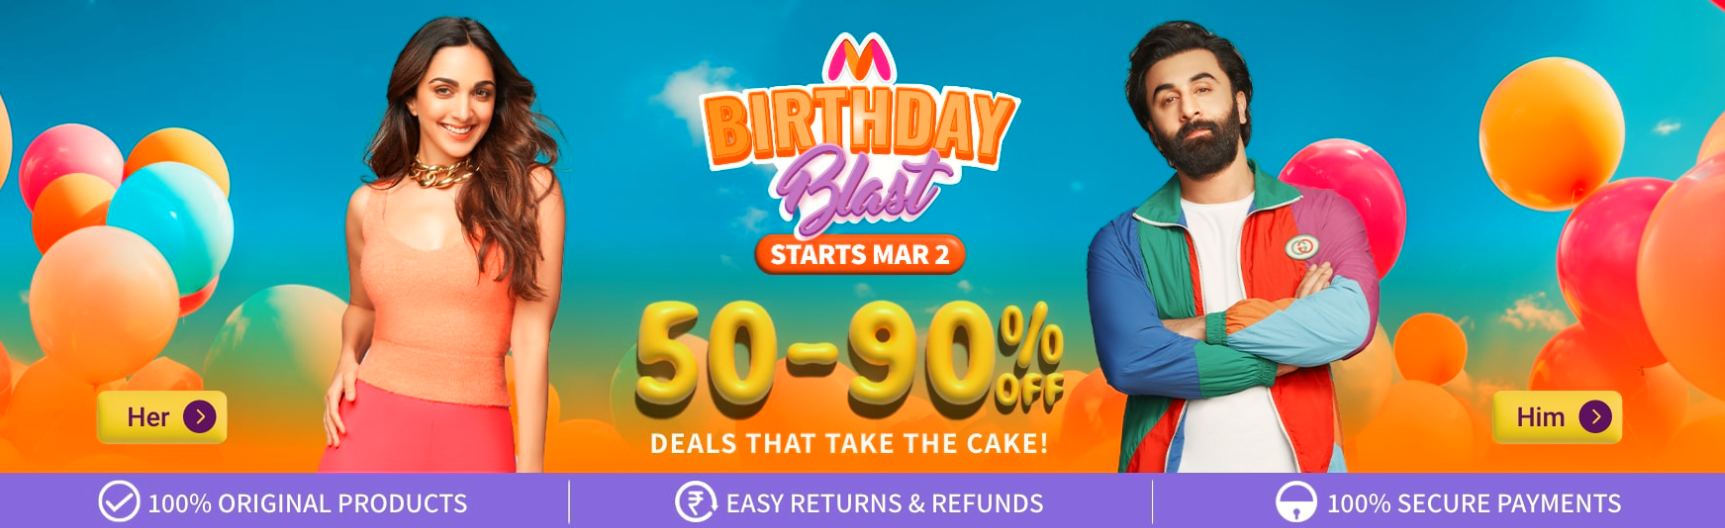 BIRTHDAY
Blast
STARTS MAR 2
50-90% OFF
DEALS THAT TAKE THE CAKE!
Her
Him
100% ORIGINAL PRODUCTS
EASY RETURNS & REFUNDS
100% SECURE PAYMENTS